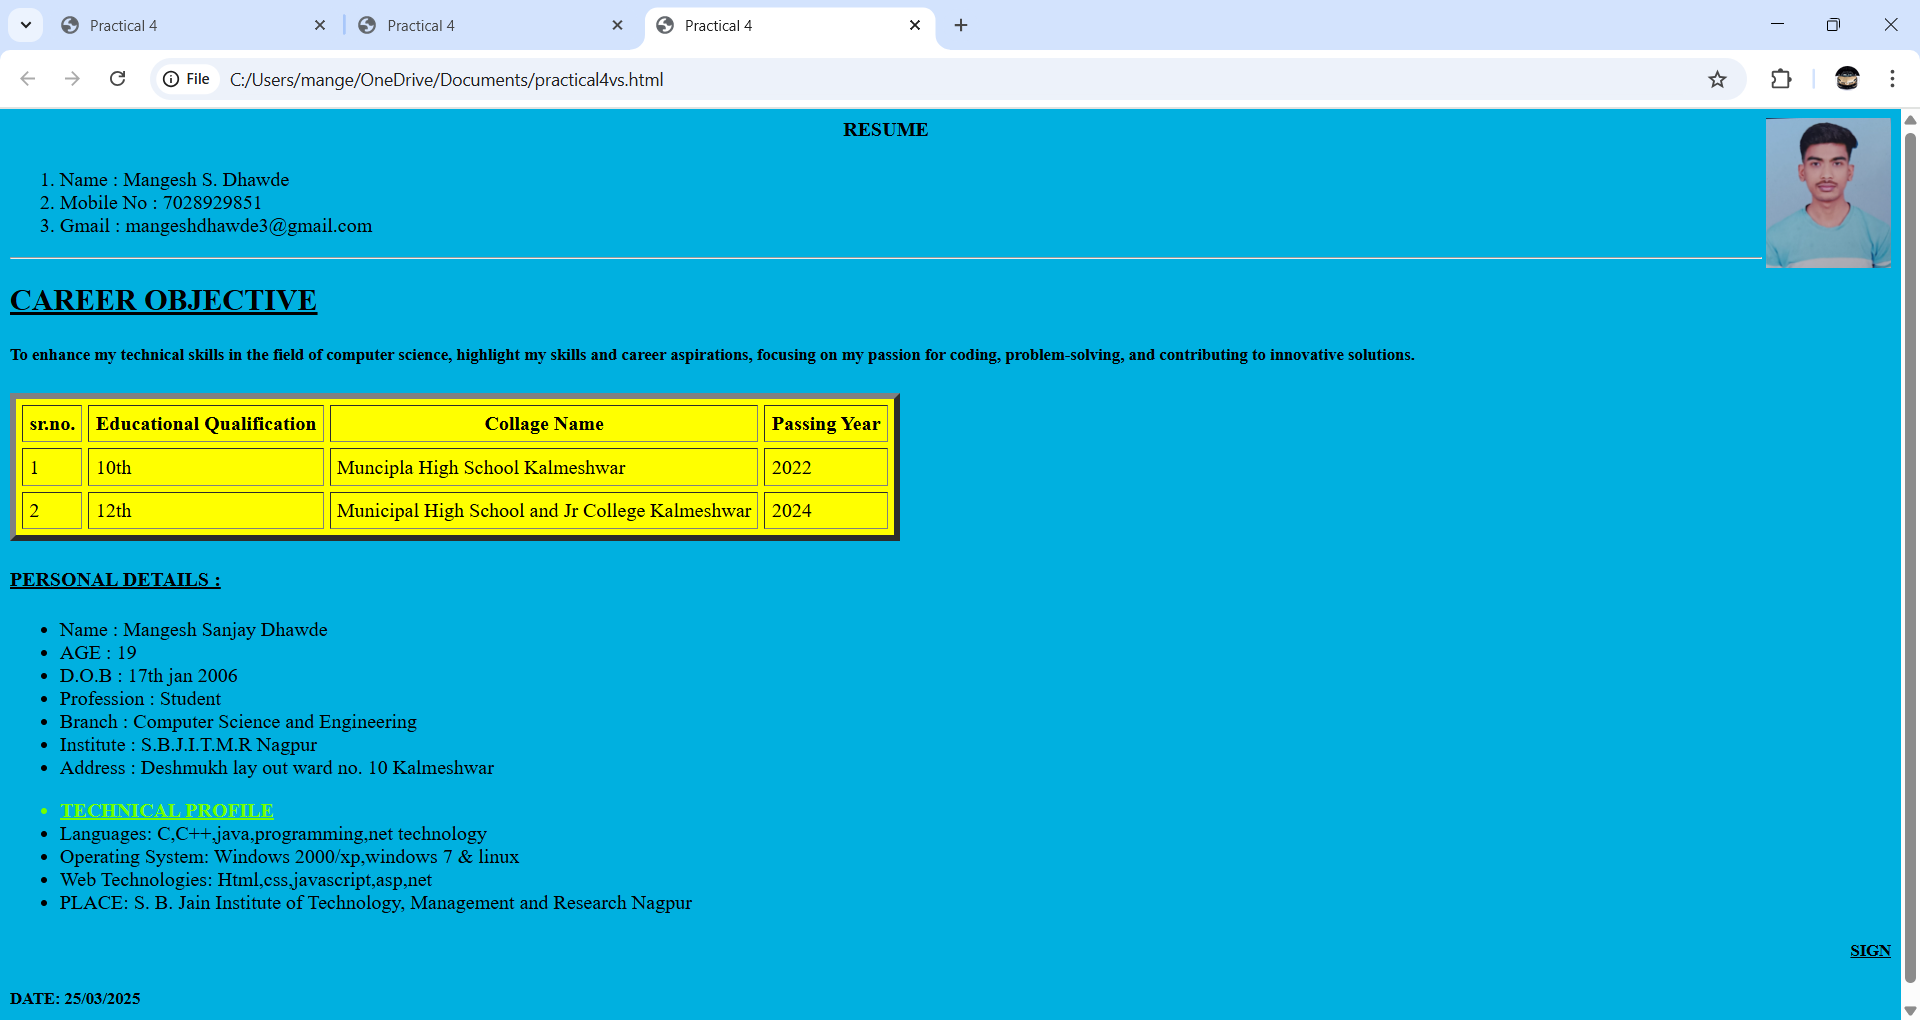 Practical 4
Practical 4
Practical 4
File C:/Users/mange/OneDrive/Documents/practical4vs.html
RESUME
1. Name : Mangesh S. Dhawde
2. Mobile No : 7028929851
3. Gmail : mangeshdhawde3@gmail.com
CAREER OBJECTIVE
To enhance my technical skills in the field of computer science, highlight my skills and career aspirations, focusing on my passion for coding, problem-solving, and contributing to innovative solutions.
sr.no. Educational Qualification Collage Name Passing Year
1 10th Muncipla High School Kalmeshwar 2022
2 12th Municipal High School and Jr College Kalmeshwar 2024
PERSONAL DETAILS :
• Name : Mangesh Sanjay Dhawde
• AGE : 19
• D.O.B : 17th jan 2006
• Profession : Student
• Branch : Computer Science and Engineering
• Institute : S.B.J.I.T.M.R Nagpur
• Address : Deshmukh lay out ward no. 10 Kalmeshwar
• TECHNICAL PROFILE
• Languages: C,C++,java,programming,net technology
• Operating System: Windows 2000/xp,windows 7 & linux
• Web Technologies: Html,css,javascript,asp,net
• PLACE: S. B. Jain Institute of Technology, Management and Research Nagpur
SIGN
DATE: 25/03/2025